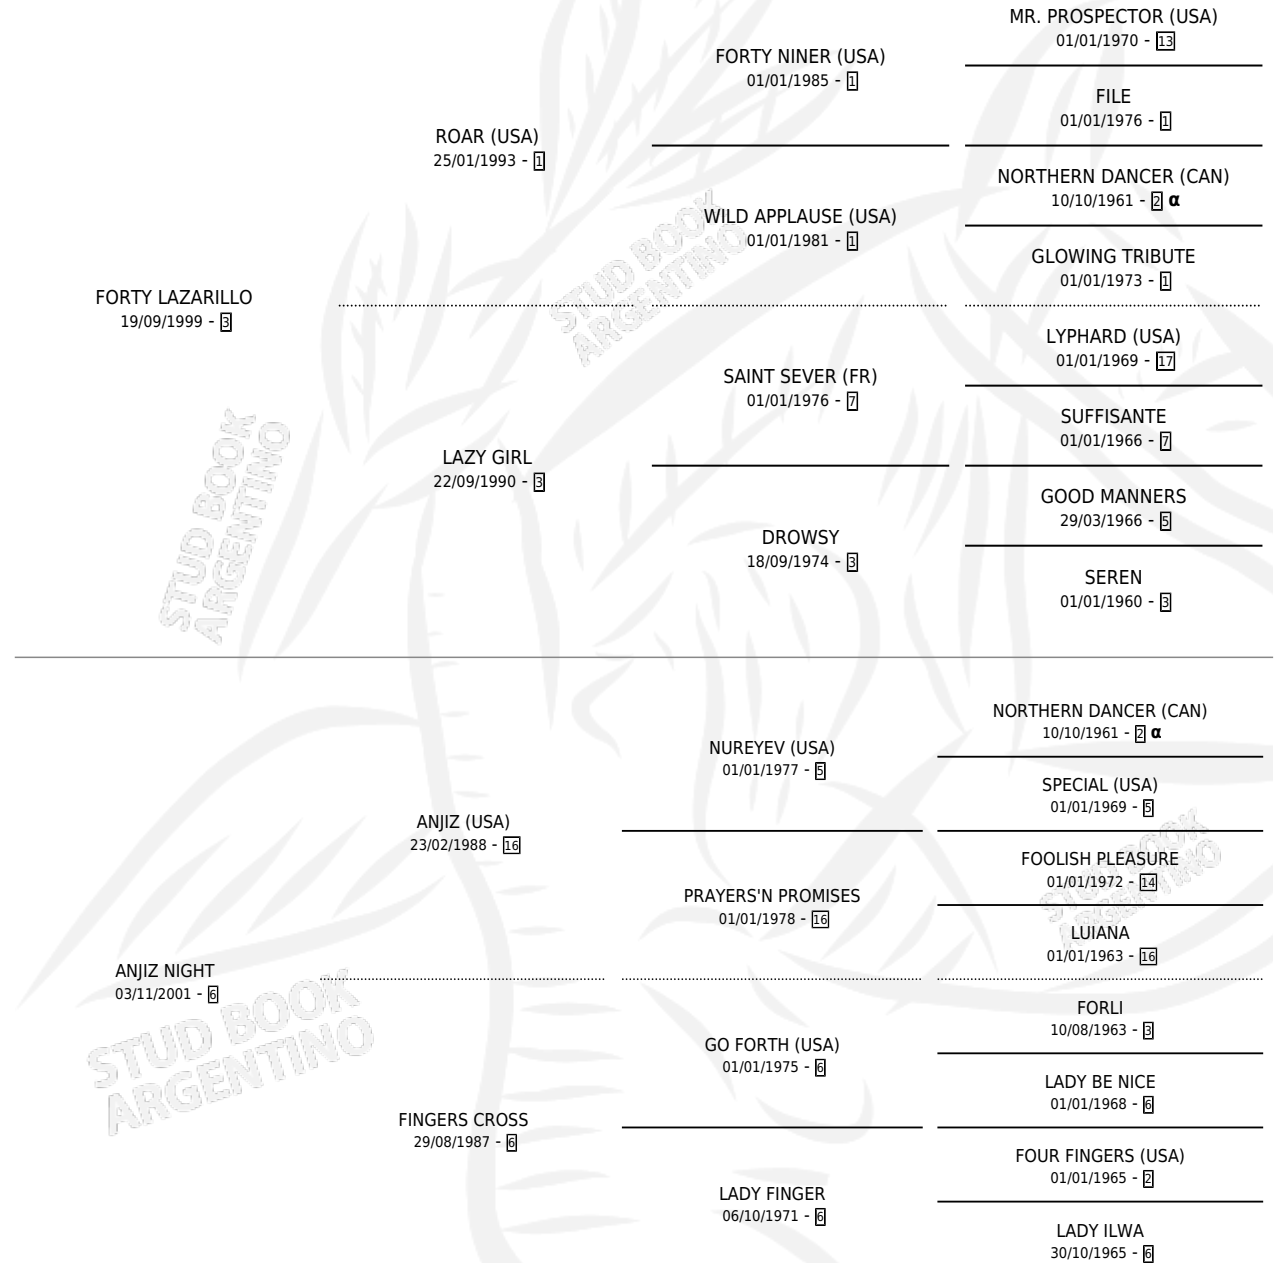 MR. PROSPECTOR (USA)
01/01/1970 - 13
FORTY NINER (USA)
01/01/1985 - 1
FILE
01/01/1976 - 1
ROAR (USA)
25/01/1993 - 1
NORTHERN DANCER (CAN)
10/10/1961 - 2 α
WILD APPLAUSE (USA)
01/01/1981 - 1
GLOWING TRIBUTE
01/01/1973 - 1
STUD BOOK
ARGENTINO
FORTY LAZARILLO
19/09/1999 - 3
LYPHARD (USA)
01/01/1969 - 17
SAINT SEVER (FR)
01/01/1976 - 7
SUFFISANTE
01/01/1966 - 7
LAZY GIRL
22/09/1990 - 3
GOOD MANNERS
29/03/1966 - 5
DROWSY
18/09/1974 - 3
SEREN
01/01/1960 - 3
STUD BOOK
ARGENTINO
NORTHERN DANCER (CAN)
10/10/1961 - 2 α
NUREYEV (USA)
01/01/1977 - 5
SPECIAL (USA)
01/01/1969 - 5
ANJIZ (USA)
23/02/1988 - 16
FOOLISH PLEASURE
01/01/1972 - 14
PRAYERS'N PROMISES
01/01/1978 - 16
LUIANA
01/01/1963 - 16
STUD BOOK
ARGENTINO
ANJIZ NIGHT
03/11/2001 - 6
FORLI
10/08/1963 - 3
GO FORTH (USA)
01/01/1975 - 6
LADY BE NICE
01/01/1968 - 6
STUD BOOK
ARGENTINO
FINGERS CROSS
29/08/1987 - 6
FOUR FINGERS (USA)
01/01/1965 - 2
LADY FINGER
06/10/1971 - 6
LADY ILWA
30/10/1965 - 6